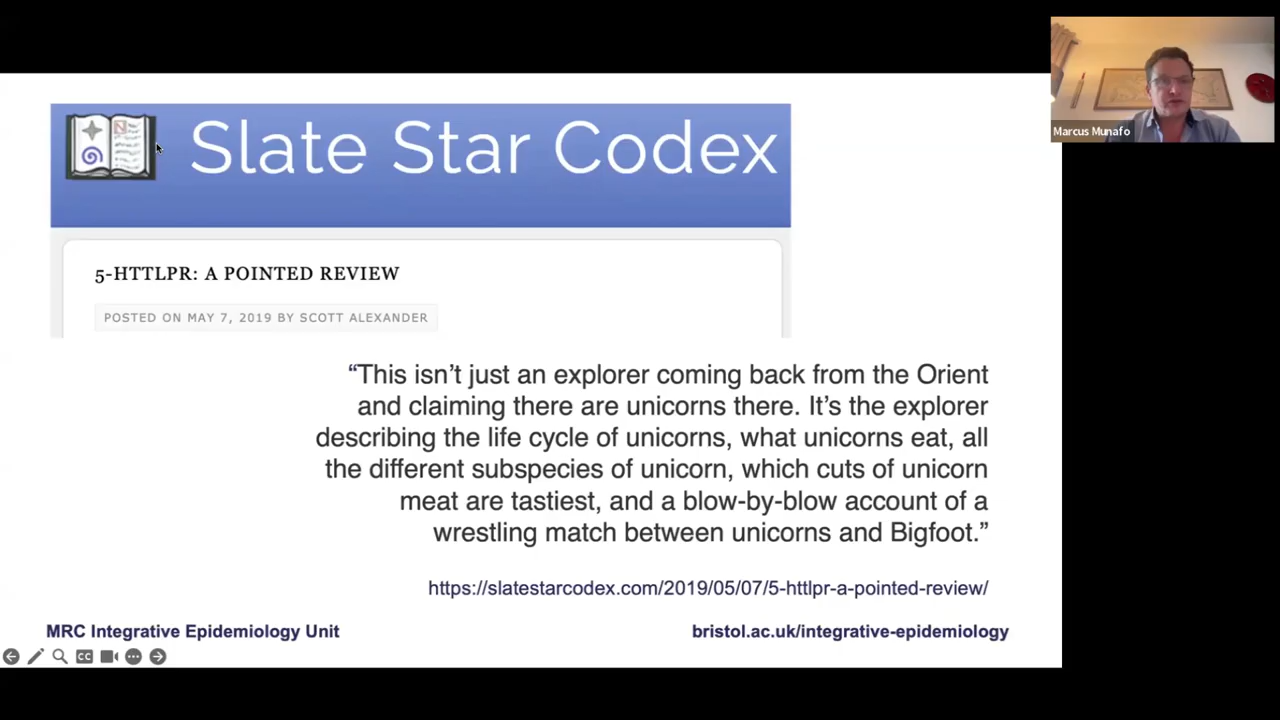 Slate Star Codex
5-HTTLPR: A POINTED REVIEW
POSTED ON MAY 7, 2019 BY SCOTT ALEXANDER
“This isn’t just an explorer coming back from the Orient
and claiming there are unicorns there. It’s the explorer
describing the life cycle of unicorns, what unicorns eat, all
the different subspecies of unicorn, which cuts of unicorn
meat are tastiest, and a blow-by-blow account of a
wrestling match between unicorns and Bigfoot.”
https://slatestarcodex.com/2019/05/07/5-httlpr-a-pointed-review/
MRC Integrative Epidemiology Unit
bristol.ac.uk/integrative-epidemiology
CC
Marcus Munafo